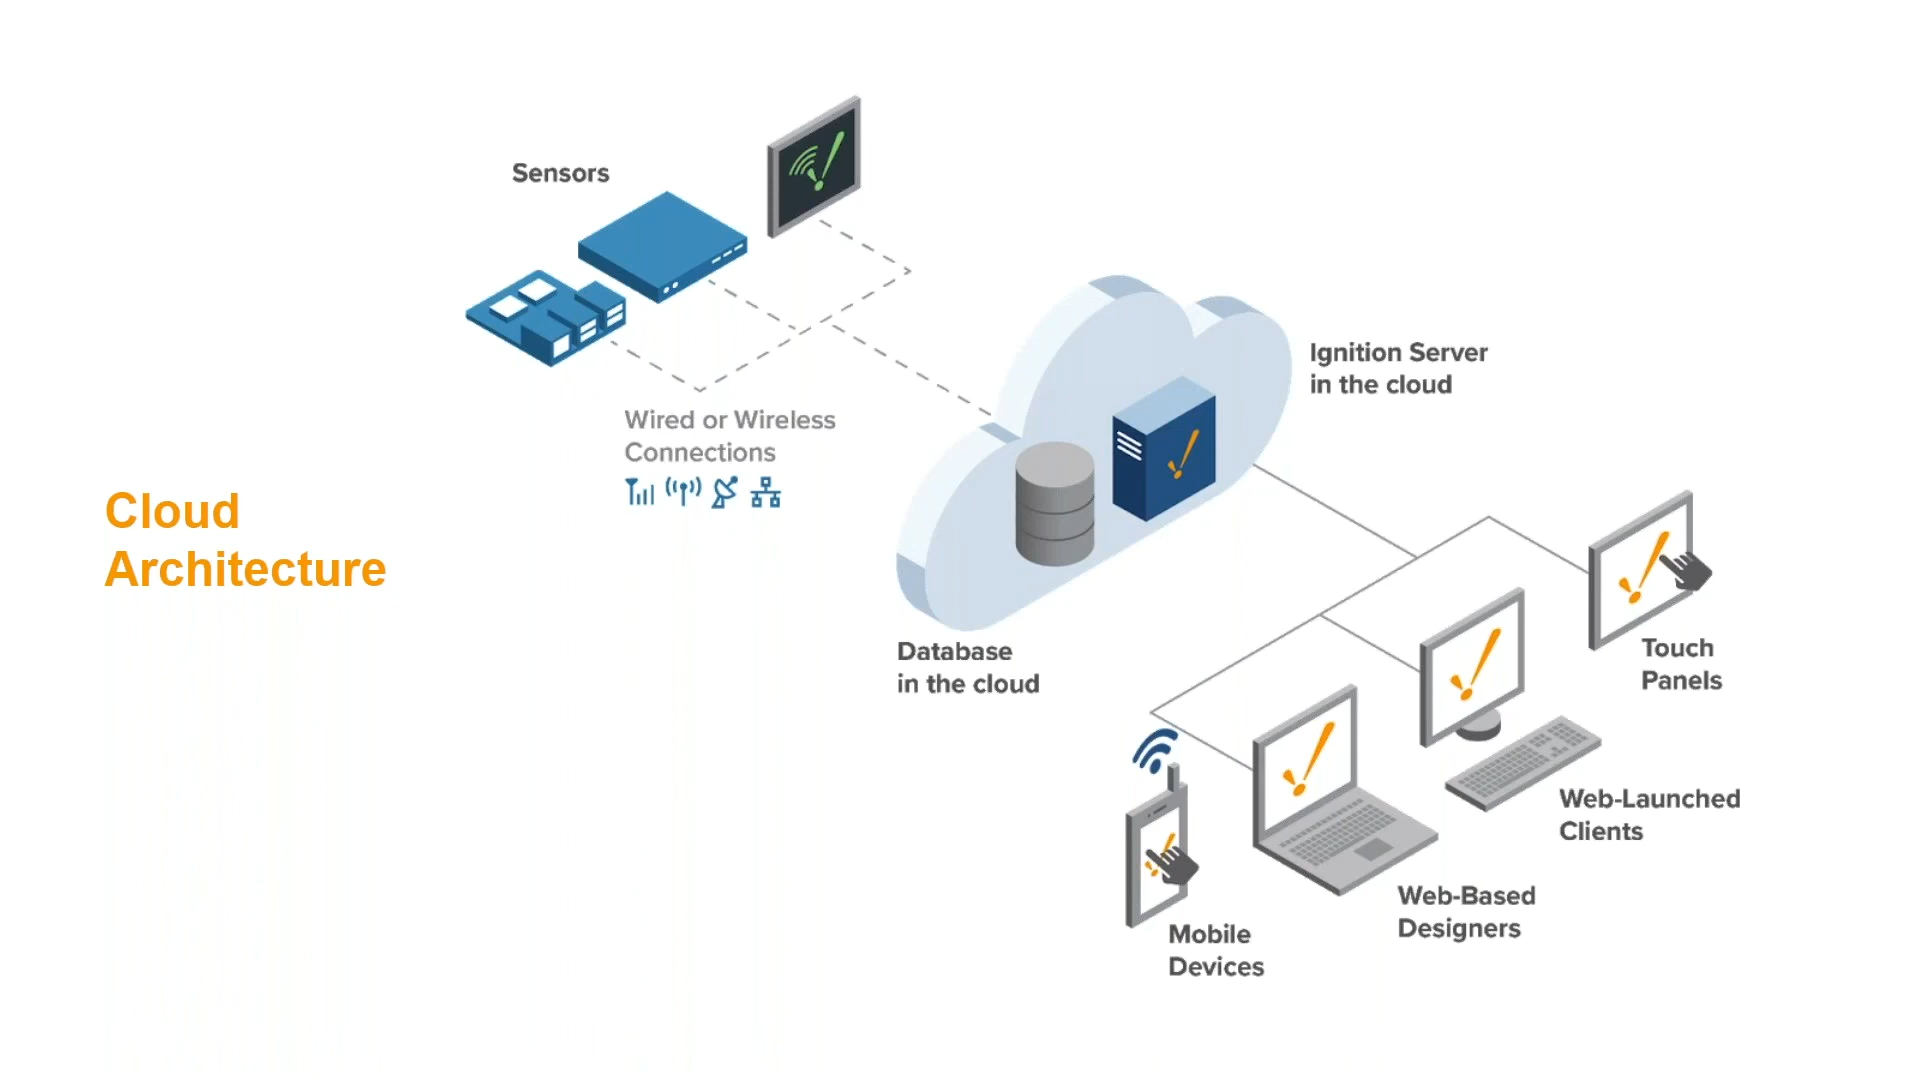 Sensors
Wired or Wireless
Connections
Cloud
Architecture
Ignition Server
in the cloud
Database
in the cloud
Touch
Panels
Web-Launched
Clients
Web-Based
Designers
Mobile
Devices